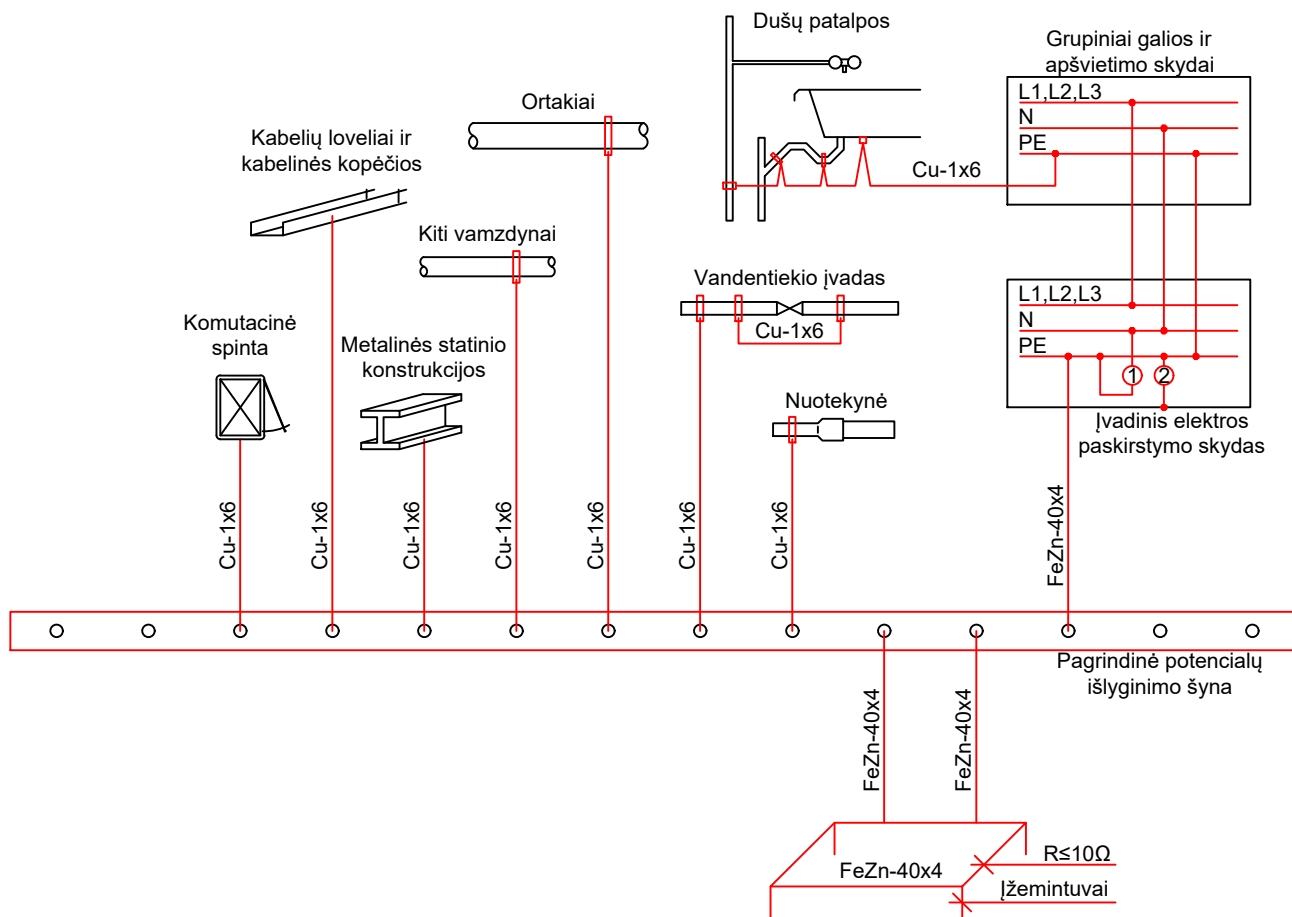 Dušų patalpos
Grupiniai galios ir
apšvietimo skydai
L1,L2,L3
N
PE
Ortakiai
Kabelių loveliai ir
kabelinės kopėčios
Cu-1x6
Kiti vamzdynai
Vandentiekio įvadas
Cu-1x6
L1,L2,L3
N
PE
1
2
Komutacinė
spinta
Metalinės statinio
konstrukcijos
Nuotekynė
Įvadinis elektros
paskirstymo skydas
Cu-1x6
Cu-1x6
Cu-1x6
Cu-1x6
Cu-1x6
Cu-1x6
Cu-1x6
FeZn-40x4
Pagrindinė potencialų
išlyginimo šyna
FeZn-40x4
FeZn-40x4
R≤10Ω
FeZn-40x4
Įžemintuvai